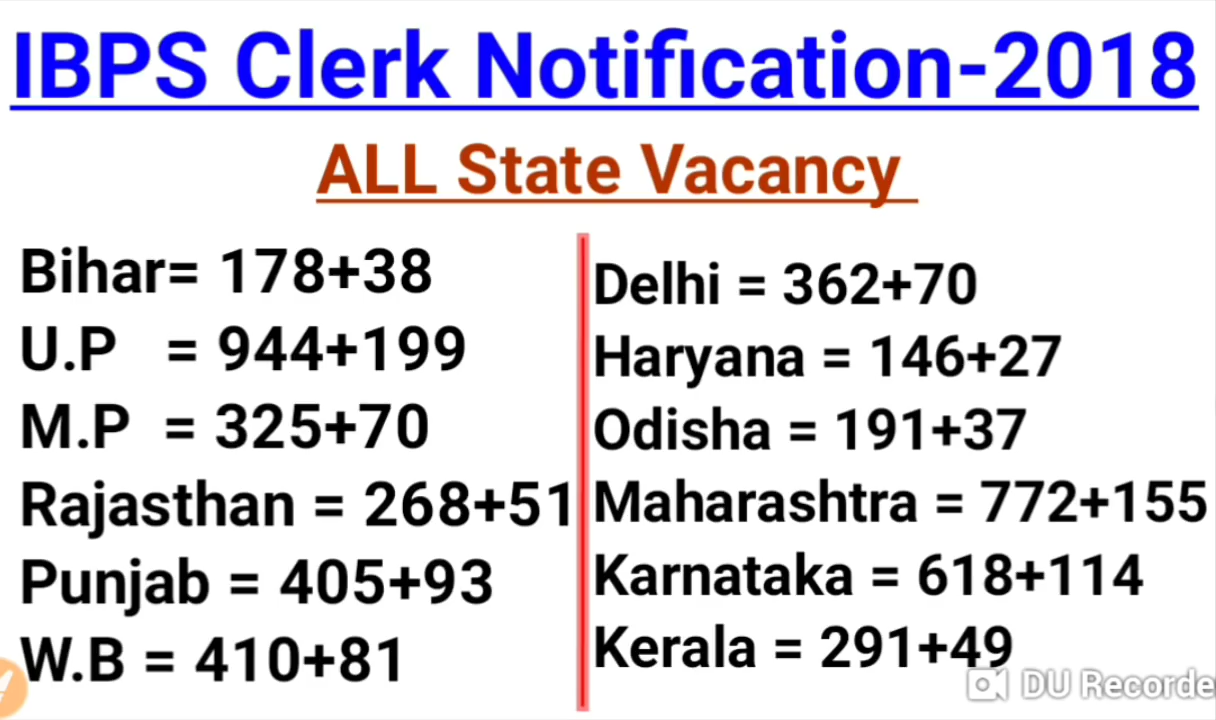 IBPS Clerk Notification-2018
ALL State Vacancy
Bihar= 178+38
U.P = 944+199
M.P = 325+70
Rajasthan = 268+51
Punjab = 405+93
W.B = 410+81
Delhi = 362+70
Haryana = 146+27
Odisha = 191+37
Maharashtra = 772+155
Karnataka = 618+114
Kerala = 291+49
DU Recorde